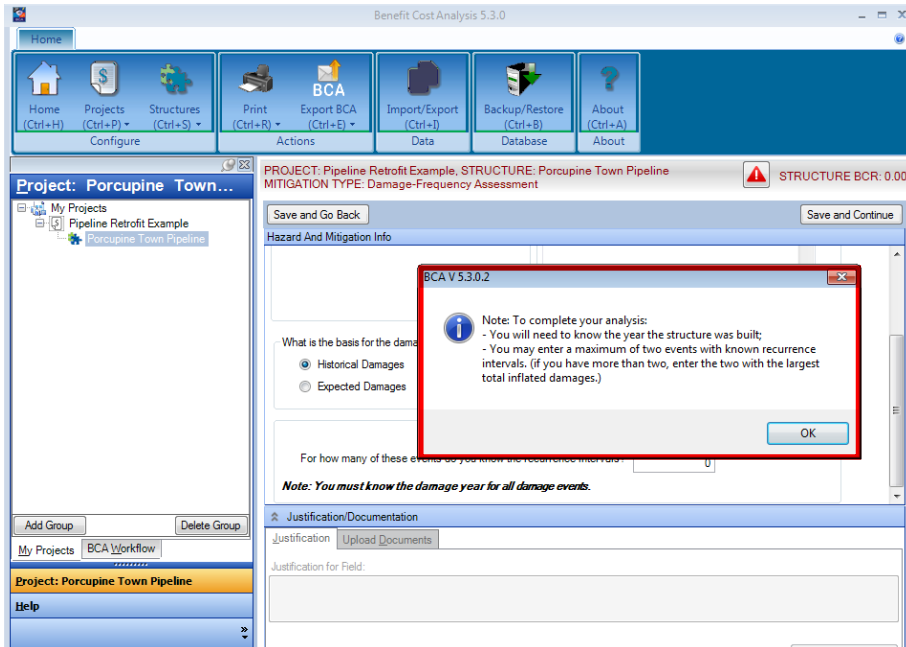 Benefit Cost Analysis 5.3.0
Home
Home
(Ctrl+H)
Projects
(Ctrl+P)
Structures
(Ctrl+S)
Configure
Print
(Ctrl+R)
BCA
Export BCA
(Ctrl+E)
Actions
Import/Export
(Ctrl+I)
Data
Backup/Restore
(Ctrl+B)
Database
About
(Ctrl+A)
About
Project: Porcupine Town...
My Projects
Pipeline Retrofit Example
Porcupine Town Pipeline
Add Group
Delete Group
My Projects
BCA Workflow
Project: Porcupine Town Pipeline
Help
PROJECT: Pipeline Retrofit Example, STRUCTURE: Porcupine Town Pipeline
MITIGATION TYPE: Damage-Frequency Assessment
STRUCTURE BCR: 0.00
Save and Go Back
Save and Continue
Hazard And Mitigation Info
What is the basis for the dama
Historical Damages
Expected Damages
BCA V 5.3.0.2
Note: To complete your analysis:
- You will need to know the year the structure was built;
- You may enter a maximum of two events with known recurrence
intervals. (if you have more than two, enter the two with the largest
total inflated damages.)
OK
For how many of these events do you know the recurrence intervals?
0
Note: You must know the damage year for all damage events.
Justification/Documentation
Justification
Upload Documents
Justification for Field: